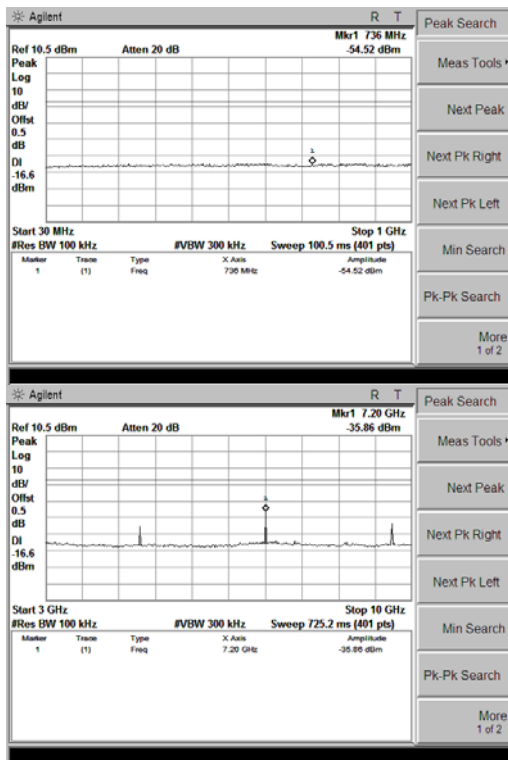 Agilent R T
Peak Search
Mkr1 736 MHz
Ref 10.5 dBm Atten 20 dB -54.52 dBm
Peak
Log
10
dB/
Offst
0.5
dB
DI
-16.6
dBm
1
Start 30 MHz Stop 1 GHz
#Res BW 100 kHz #VBW 300 kHz Sweep 100.5 ms (401 pts)
Marker Trace Type X Axis Amplitude
1 (1) Freq 736 MHz -54.52 dBm
Meas Tools
Next Peak
Next Pk Right
Next Pk Left
Min Search
Pk-Pk Search
More
1 of 2
Agilent R T
Peak Search
Mkr1 7.20 GHz
Ref 10.5 dBm Atten 20 dB -35.86 dBm
Peak
Log
10
dB/
Offst
0.5
dB
DI
-16.6
dBm
1
Start 3 GHz Stop 10 GHz
#Res BW 100 kHz #VBW 300 kHz Sweep 725.2 ms (401 pts)
Marker Trace Type X Axis Amplitude
1 (1) Freq 7.20 GHz -35.86 dBm
Meas Tools
Next Peak
Next Pk Right
Next Pk Left
Min Search
Pk-Pk Search
More
1 of 2